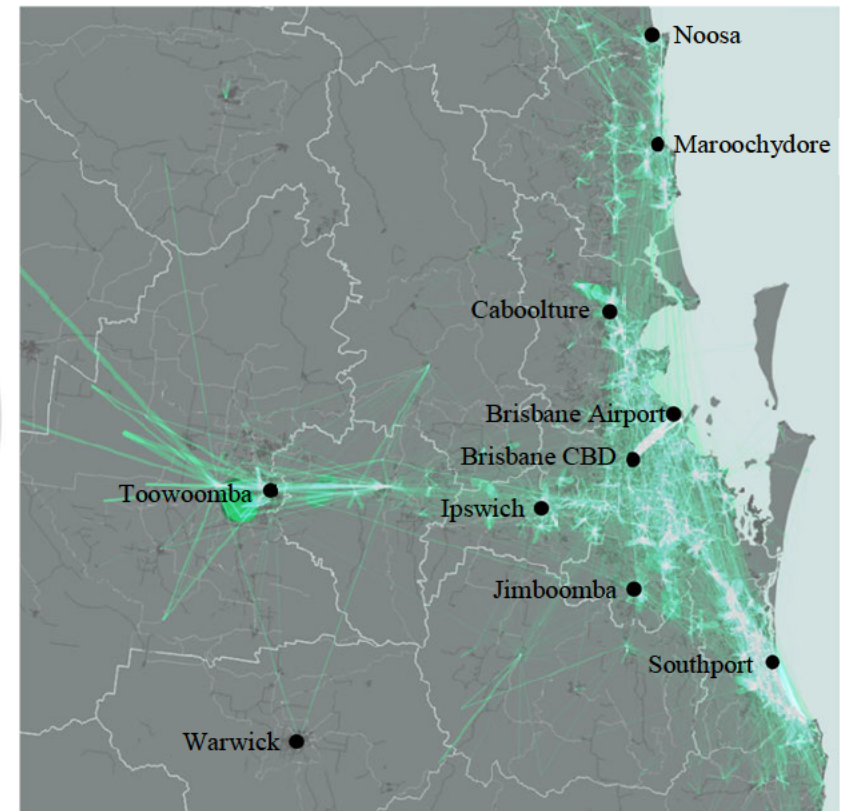 Noosa
Maroochydore
Caboolture
Brisbane Airport
Brisbane CBD
Toowoomba
Ipswich
Jimboomba
Southport
Warwick